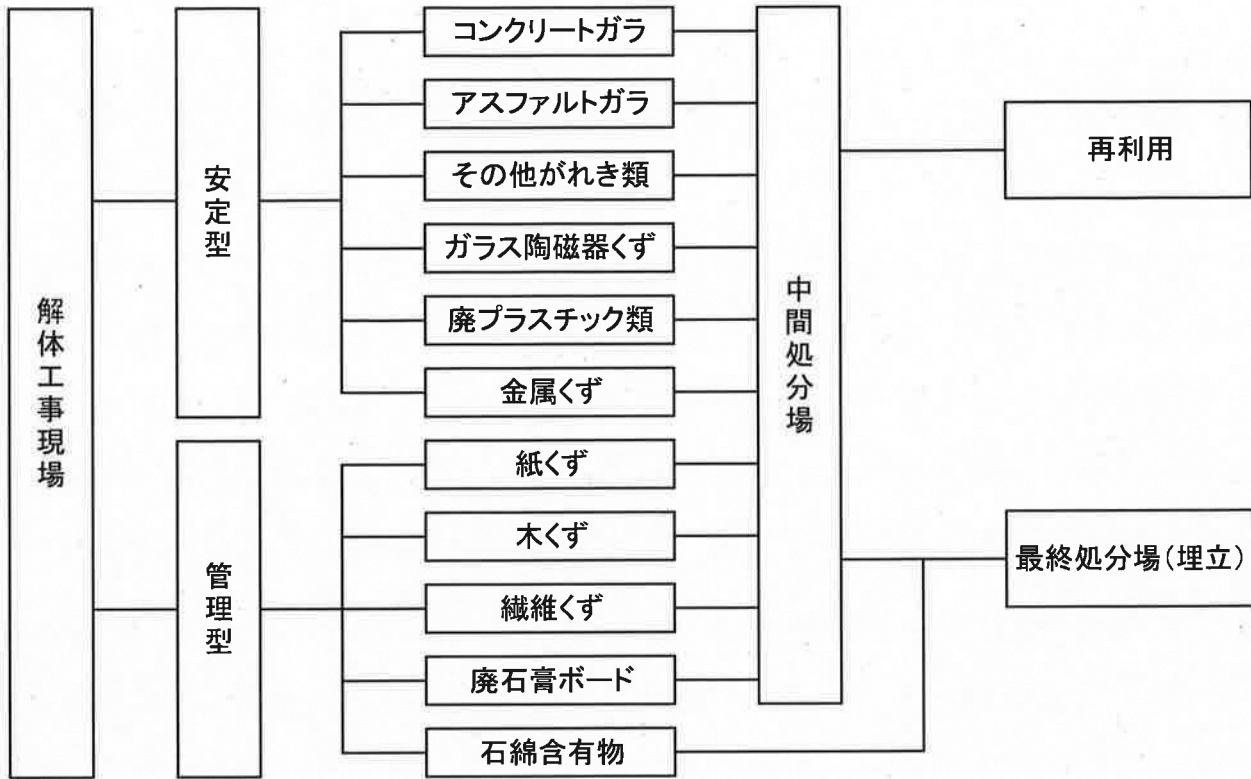 解体工事現場
安定型
コンクリートガラ
アスファルトガラ
その他がれき類
ガラス陶磁器くず
廃プラスチック類
金属くず
管理型
紙くず
木くず
繊維くず
廃石膏ボード
石綿含有物
中間処分場
再利用
最終処分場(埋立)